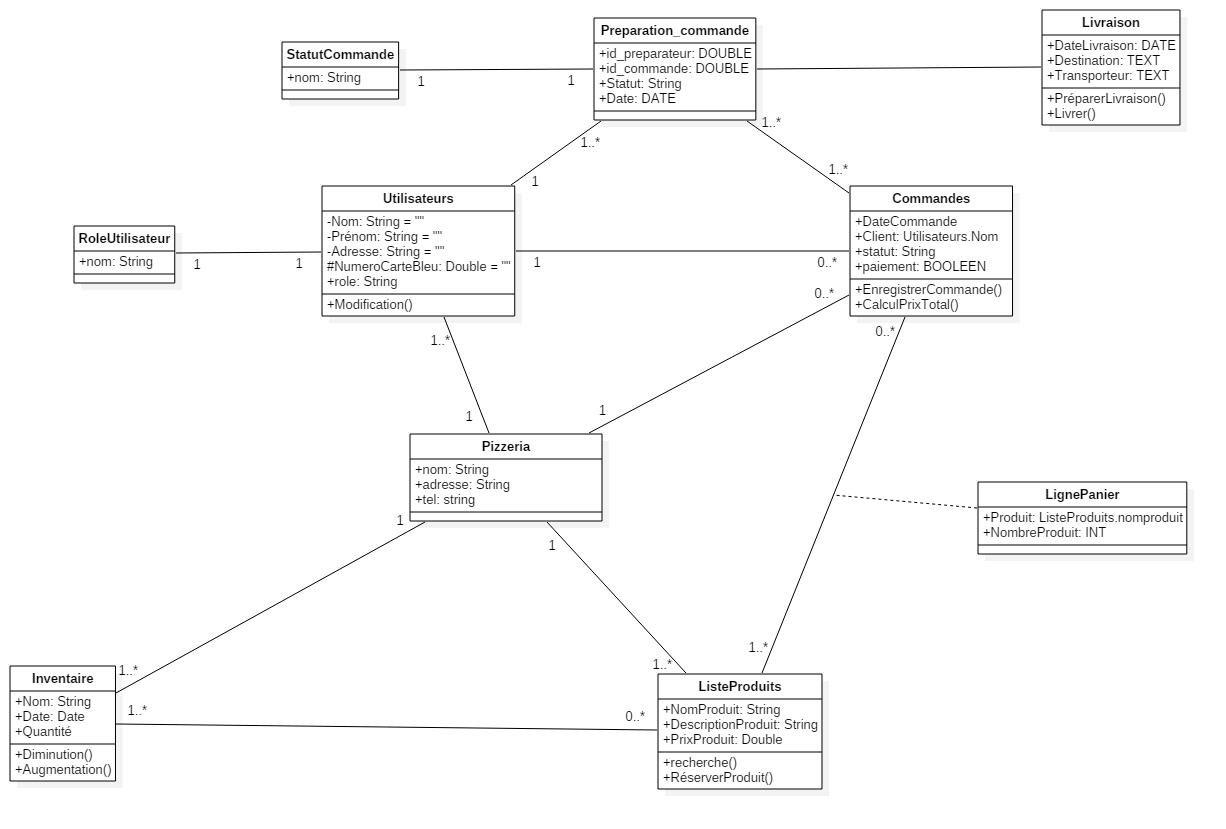 StatutCommande
+nom: String
Preparation_commande
+id_preparateur: DOUBLE
+id_commande: DOUBLE
+Statut: String
+Date: DATE
Livraison
+DateLivraison: DATE
+Destination: TEXT
+Transporteur: TEXT
+PréparerLivraison()
+Livrer()
1
1
1..*
1..*
1..*
1
RoleUtilisateur
+nom: String
Utilisateurs
-Nom: String = ""
-Prénom: String = ""
-Adresse: String = ""
#NumeroCarteBleu: Double = ""
+role: String
+Modification()
Commandes
+DateCommande
+Client: Utilisateurs.Nom
+statut: String
+paiement: BOOLEEN
+EnregistrerCommande()
+CalculPrixTotal()
1
1
1
0..*
0..*
1..*
0..*
1
1
Pizzeria
+nom: String
+adresse: String
+tel: string
LignePanier
+Produit: ListeProduits.nomproduit
+NombreProduit: INT
1
1
1..*
1..*
1..*
Inventaire
+Nom: String
+Date: Date
+Quantité
+Diminution()
+Augmentation()
1..*
0..*
ListeProduits
+NomProduit: String
+DescriptionProduit: String
+PrixProduit: Double
+recherche()
+RéserverProduit()